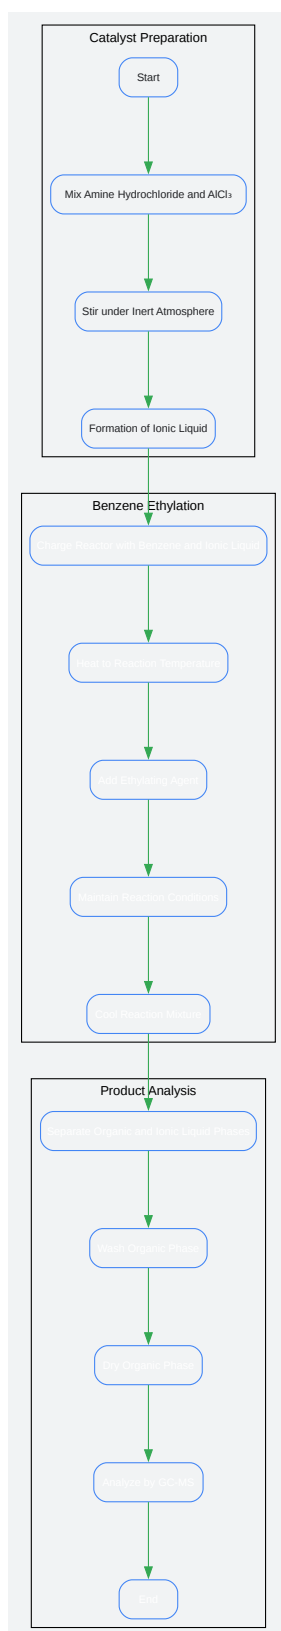 Catalyst Preparation
Start
Mix Amine Hydrochloride and AlCl₃
Stir under Inert Atmosphere
Formation of Ionic Liquid
Benzene Ethylation
Charge Reactor with Benzene and Ionic Liquid
Heat to Reaction Temperature
Add Ethylating Agent
Maintain Reaction Conditions
Cool Reaction Mixture
Product Analysis
Separate Organic and Ionic Liquid Phases
Wash Organic Phase
Dry Organic Phase
Analyze by GC-MS
End